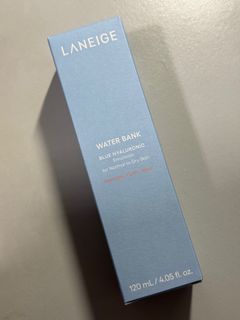 LANEIGE
WATER BANK
BLUE HYALURONIC
Emulsion
for Normal to Dry Skin
120 mL / 4.05 fl. oz.